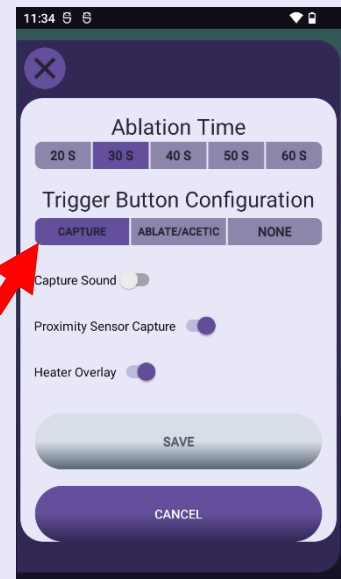 11:34
Ablation Time
20 S 30 S 40 S 50 S 60 S
Trigger Button Configuration
CAPTURE ABLATE/ACETIC NONE
Capture Sound
Proximity Sensor Capture
Heater Overlay
SAVE
CANCEL